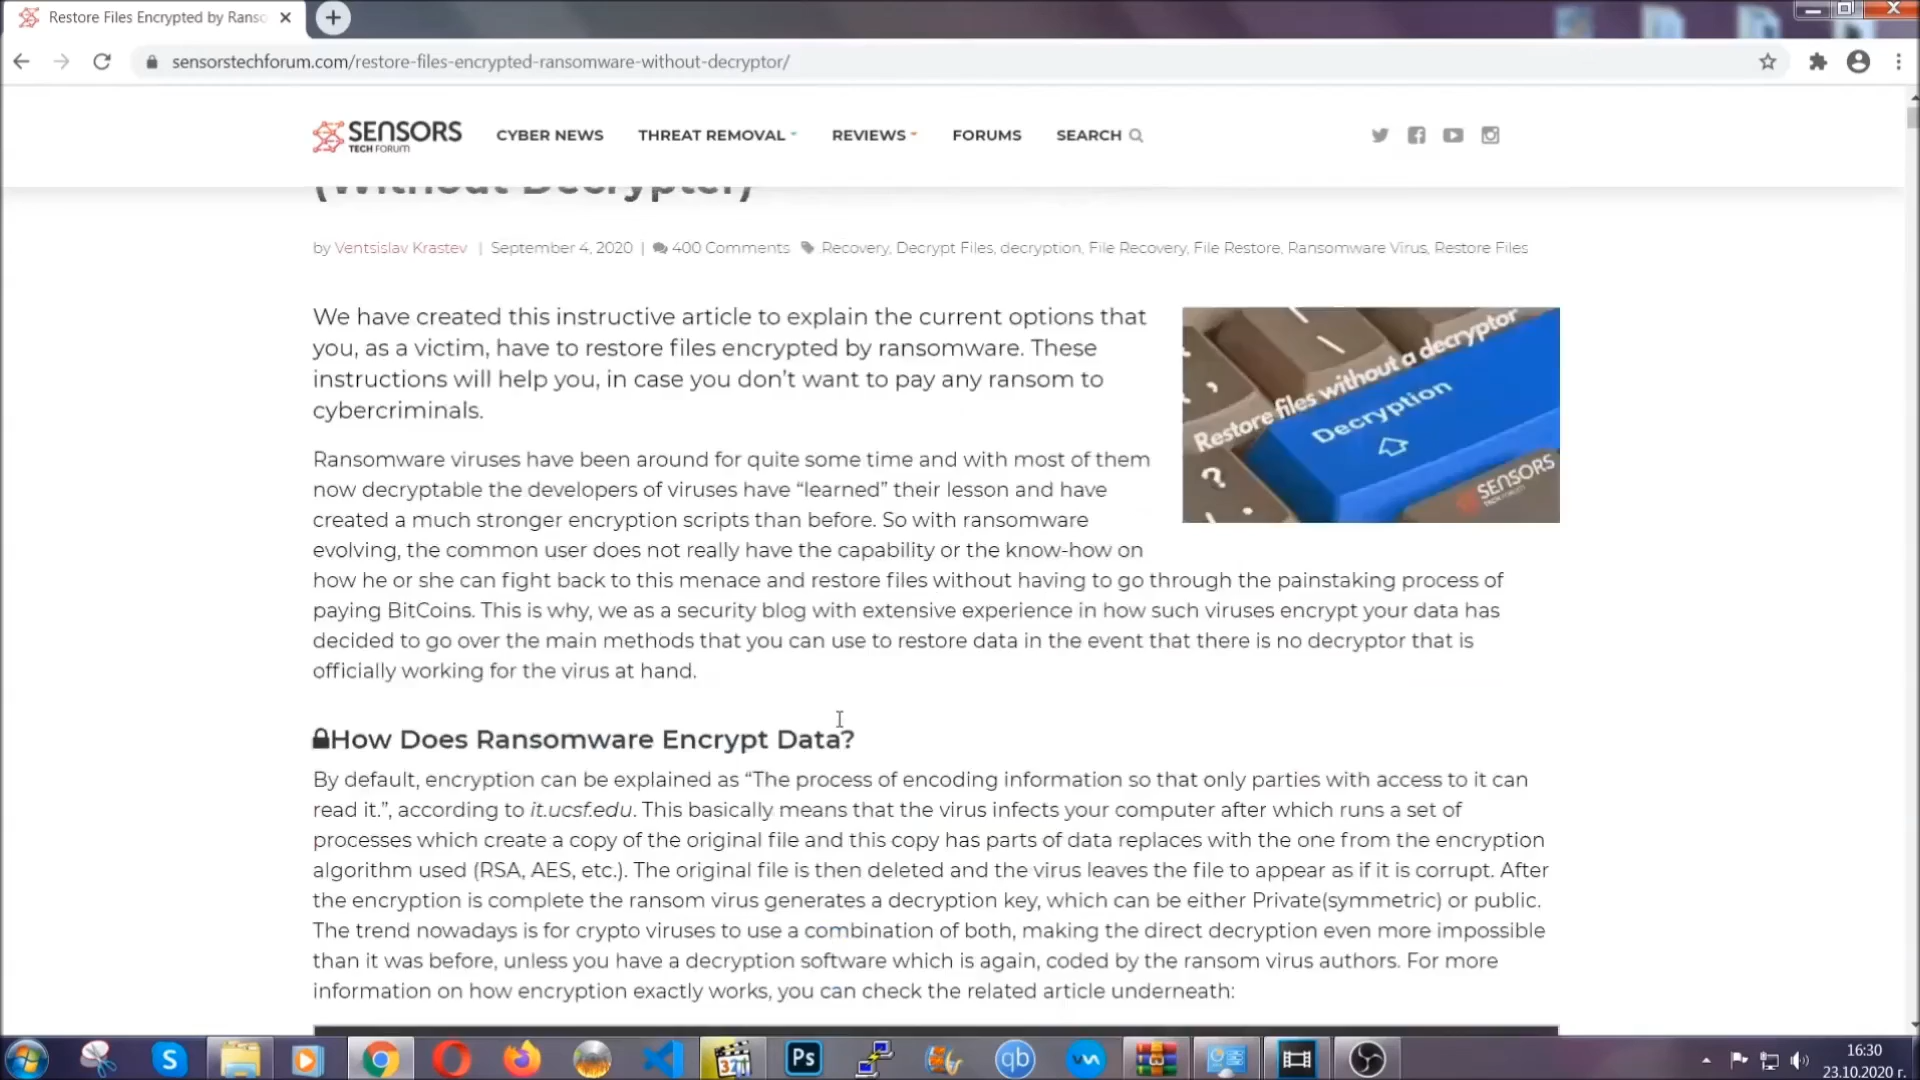 Restore Files Encrypted by Ranso
sensorstechforum.com/restore-files-encrypted-ransomware-without-decryptor/
SENSORS
TECH FORUM
CYBER NEWS
THREAT REMOVAL
REVIEWS
FORUMS
SEARCH
(Without Decrypter)
by Ventsislav Krastev | September 4, 2020 | 400 Comments Recovery, Decrypt Files, decryption, File Recovery, File Restore, Ransomware Virus, Restore Files
We have created this instructive article to explain the current options that
you, as a victim, have to restore files encrypted by ransomware. These
instructions will help you, in case you don't want to pay any ransom to
cybercriminals.
Restore files without a decryptor
Decryption
SENSORS
Ransomware viruses have been around for quite some time and with most of them
now decryptable the developers of viruses have “learned” their lesson and have
created a much stronger encryption scripts than before. So with ransomware
evolving, the common user does not really have the capability or the know-how on
how he or she can fight back to this menace and restore files without having to go through the painstaking process of
paying BitCoins. This is why, we as a security blog with extensive experience in how such viruses encrypt your data has
decided to go over the main methods that you can use to restore data in the event that there is no decryptor that is
officially working for the virus at hand.
How Does Ransomware Encrypt Data?
By default, encryption can be explained as “The process of encoding information so that only parties with access to it can
read it.”, according to it.ucsf.edu. This basically means that the virus infects your computer after which runs a set of
processes which create a copy of the original file and this copy has parts of data replaces with the one from the encryption
algorithm used (RSA, AES, etc.). The original file is then deleted and the virus leaves the file to appear as if it is corrupt. After
the encryption is complete the ransom virus generates a decryption key, which can be either Private(symmetric) or public.
The trend nowadays is for crypto viruses to use a combination of both, making the direct decryption even more impossible
than it was before, unless you have a decryption software which is again, coded by the ransom virus authors. For more
information on how encryption exactly works, you can check the related article underneath:
S
321
Ps
qb
16:30
23.10.2020 г.